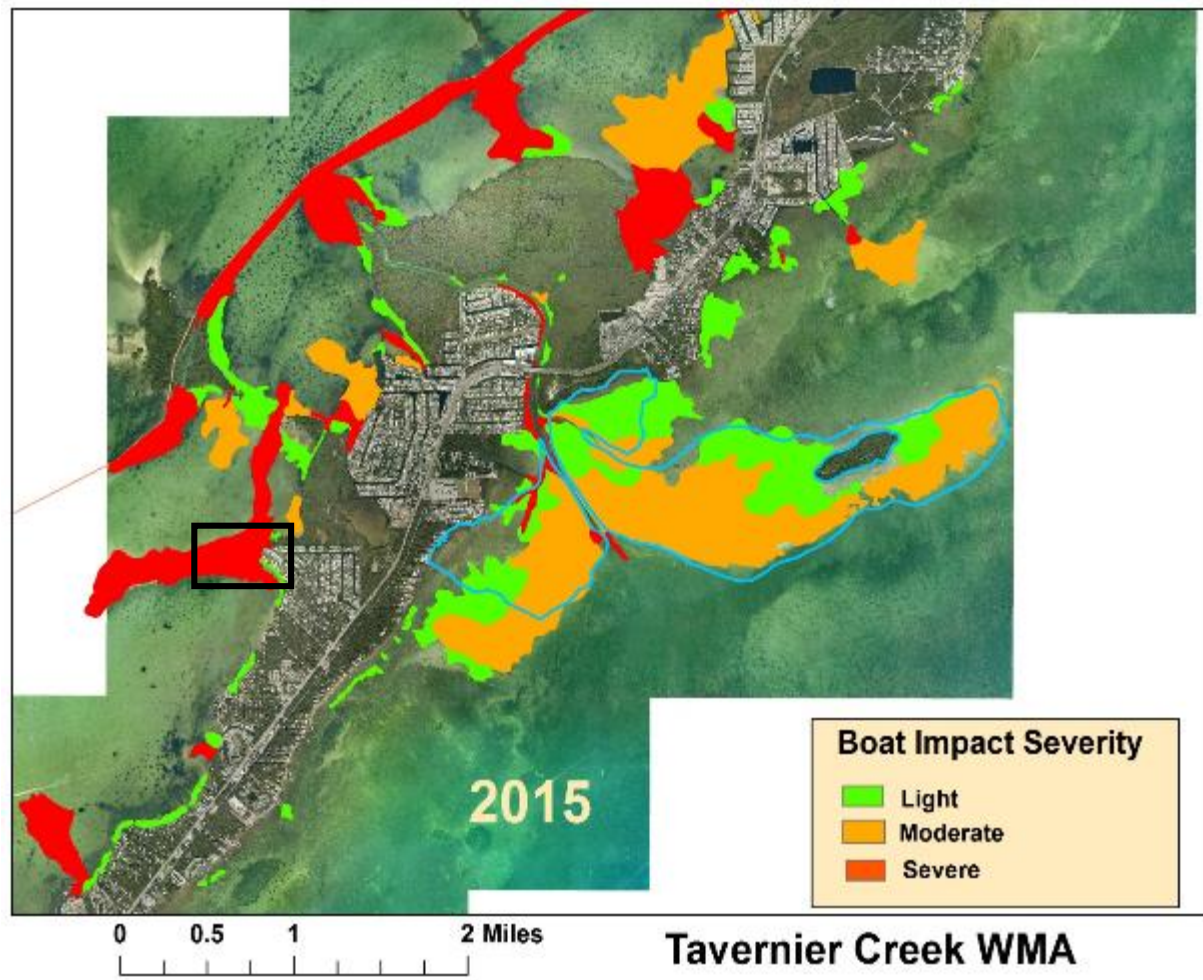 2015
Boat Impact Severity
Light
Moderate
Severe
0 0.5 1 2 Miles
Tavernier Creek WMA